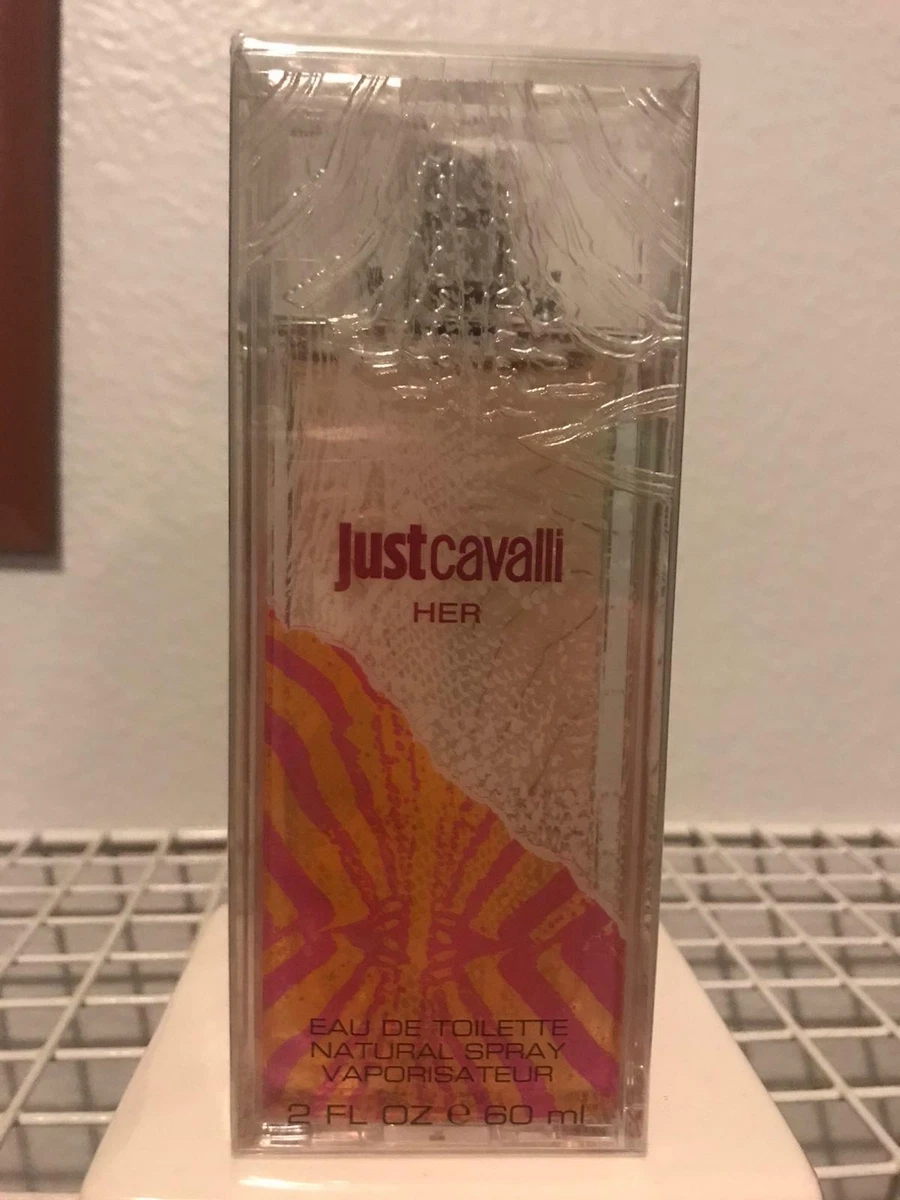 Justcavalli
HER
EAU DE TOILETTE
NATURAL SPRAY
VAPORISATEUR
2 FL OZ ℮ 60 ml